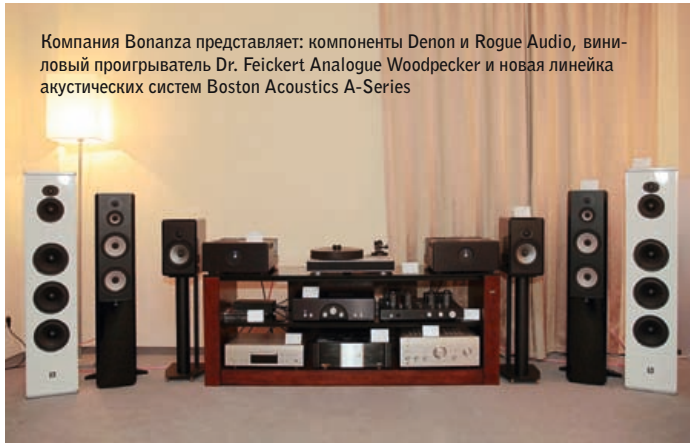 Компания Bonanza представляет: компоненты Denon и Rogue Audio, вини-
ловый проигрыватель Dr. Feickert Analogue Woodpecker и новая линейка
акустических систем Boston Acoustics A-Series